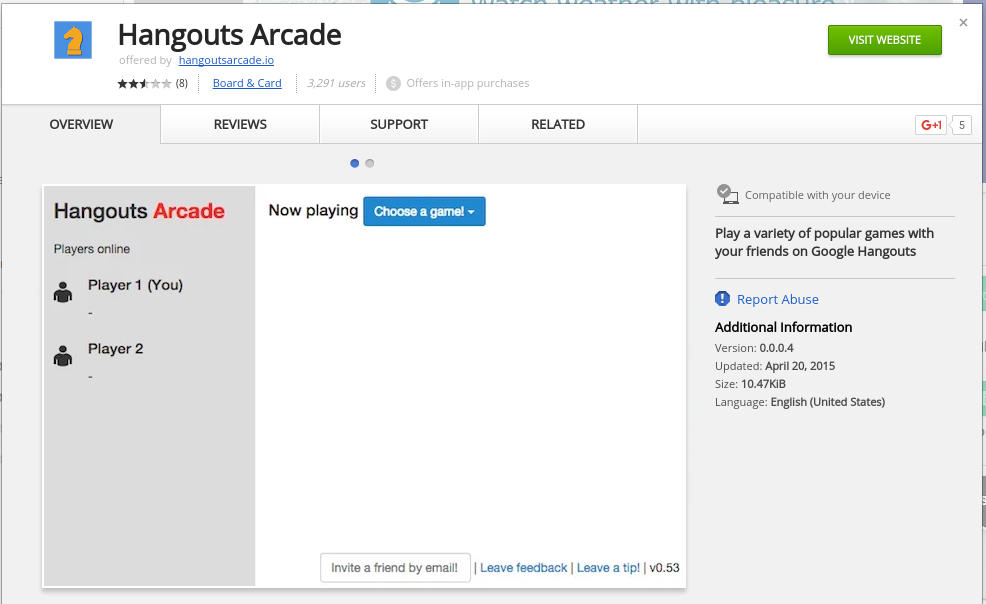 Watch weather with pleasure
Hangouts Arcade
offered by hangoutsarcade.io
(8) Board & Card 3,291 users $ Offers in-app purchases
VISIT WEBSITE
×
OVERVIEW REVIEWS SUPPORT RELATED
G+1 5
Hangouts Arcade
Players online
Player 1 (You)
-
Player 2
-
Now playing Choose a game!
Invite a friend by email! | Leave feedback | Leave a tip! | v0.53
Compatible with your device
Play a variety of popular games with
your friends on Google Hangouts
Report Abuse
Additional Information
Version: 0.0.0.4
Updated: April 20, 2015
Size: 10.47KiB
Language: English (United States)